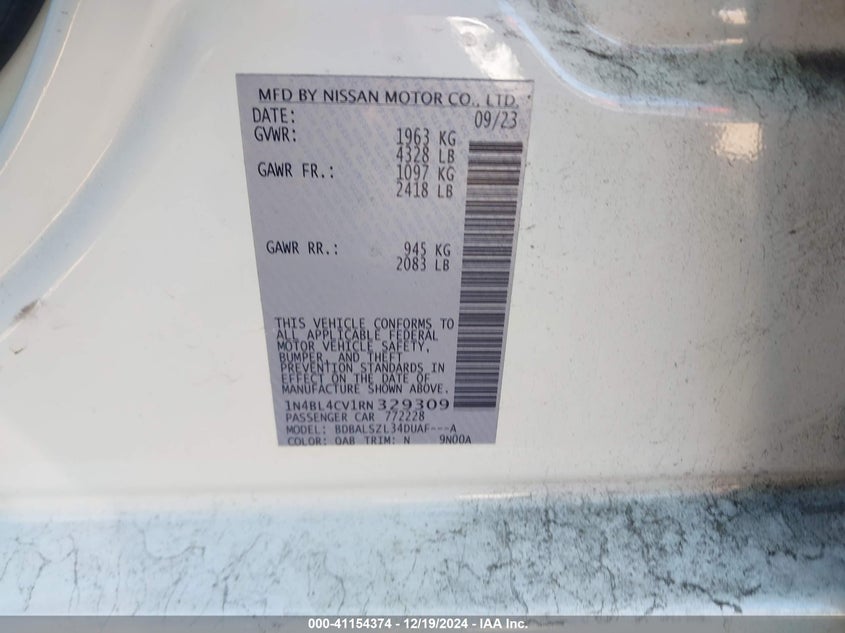 MFD BY NISSAN MOTOR CO., LTD.
DATE: 09/23
GVWR: 1963 KG
4328 LB
GAWR FR.: 1097 KG
2418 LB
GAWR RR.: 945 KG
2083 LB
THIS VEHICLE CONFORMS TO
ALL APPLICABLE FEDERAL
MOTOR VEHICLE SAFETY,
BUMPER, AND THEFT
PREVENTION STANDARDS IN
EFFECT ON THE DATE OF
MANUFACTURE SHOWN ABOVE.
1N4BL4CV1RN329309
PASSENGER CAR 772228
MODEL: BDBALSZL34DUAF---A
COLOR: QAB TRIM: N 9N00A
000-41154374 - 12/19/2024 - IAA Inc.